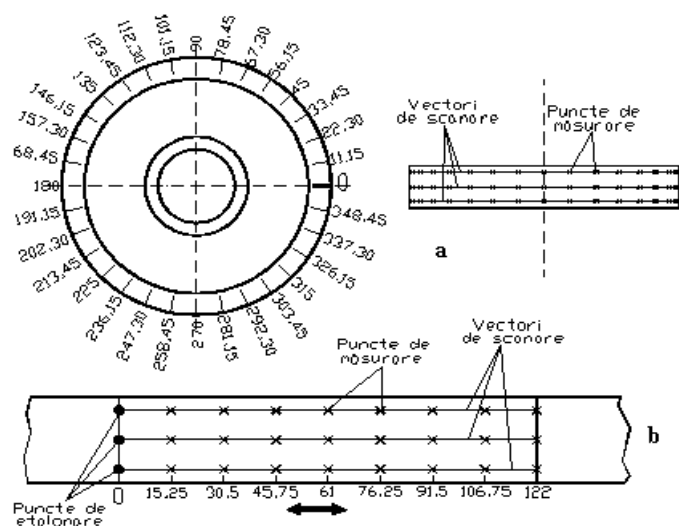 90
101.15
112.30
123.45
135
146.15
157.30
68.45
180
191.15
202.30
213.45
225
236.15
247.30
258.45
270
281.15
292.30
303.45
315
326.15
337.30
348.45
0
11.15
22.30
33.45
45
56.15
67.30
78.45
Vectori
de scanare
Puncte de
măsurare
a
Puncte de
măsurare
Vectori
de scanare
b
Puncte de
etalonare
0 15.25 30.5 45.75 61 76.25 91.5 106.75 122